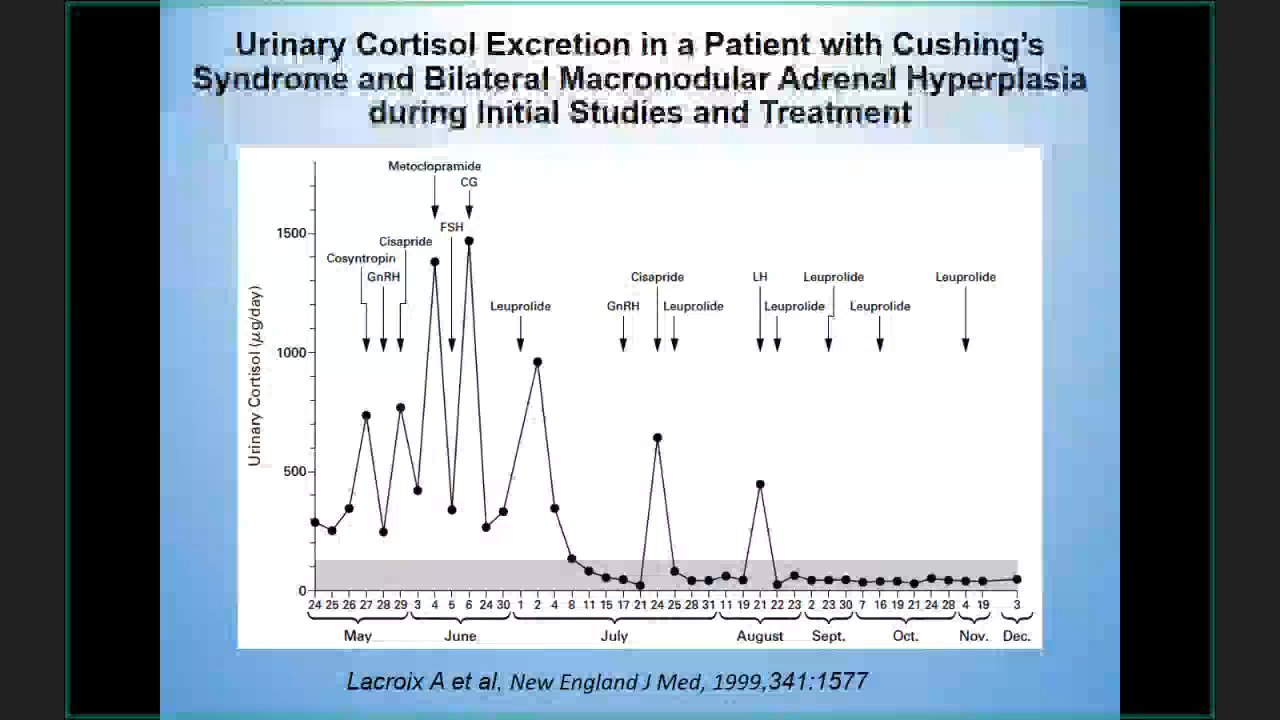 Urinary Cortisol Excretion in a Patient with Cushing's
Syndrome and Bilateral Macronodular Adrenal Hyperplasia
during Initial Studies and Treatment
Metoclopramide
CG
FSH
Cisapride
Cosyntropin
GnRH
Leuprolide
GnRH
Cisapride
Leuprolide
LH
Leuprolide
Leuprolide
Leuprolide
Leuprolide
Urinary Cortisol (µg/day)
1500
1000
500
0
24 25 26 27 28 29 3 4 5 6 24 30 1 2 4 8 11 15 17 21 24 25 28 31 11 19 21 22 23 2 23 30 7 16 19 21 24 28 4 19 3
May June July August Sept. Oct. Nov. Dec.
Lacroix A et al, New England J Med, 1999,341:1577